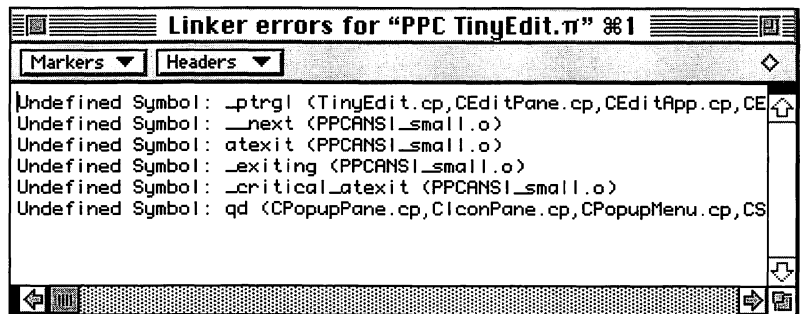 Linker errors for “PPC TinyEdit.π” ⌘1
Markers ▼ Headers ▼
Undefined Symbol: _ptrgl (TinyEdit.cp,CEditPane.cp,CEditApp.cp,CE
Undefined Symbol: __next (PPCANSI_small.o)
Undefined Symbol: atexit (PPCANSI_small.o)
Undefined Symbol: _exiting (PPCANSI_small.o)
Undefined Symbol: _critical_atexit (PPCANSI_small.o)
Undefined Symbol: qd (CPopupPane.cp,CIconPane.cp,CPopupMenu.cp,CS